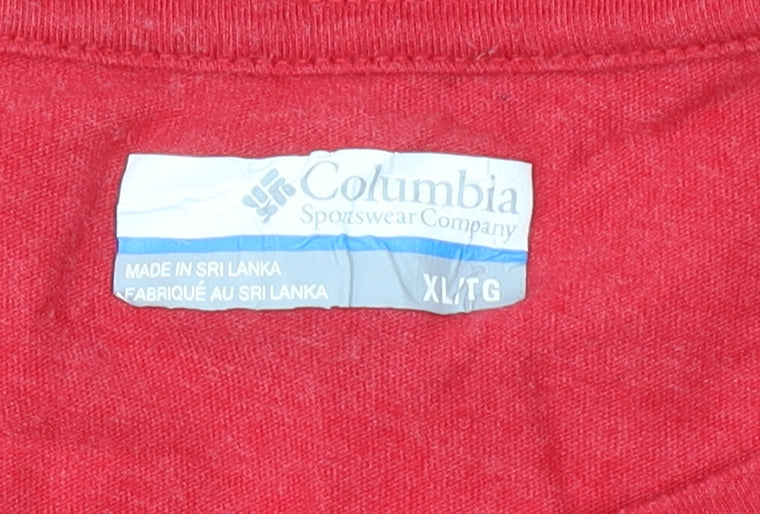 Columbia
Sportswear Company
MADE IN SRI LANKA
FABRIQUÉ AU SRI LANKA
XL/TG